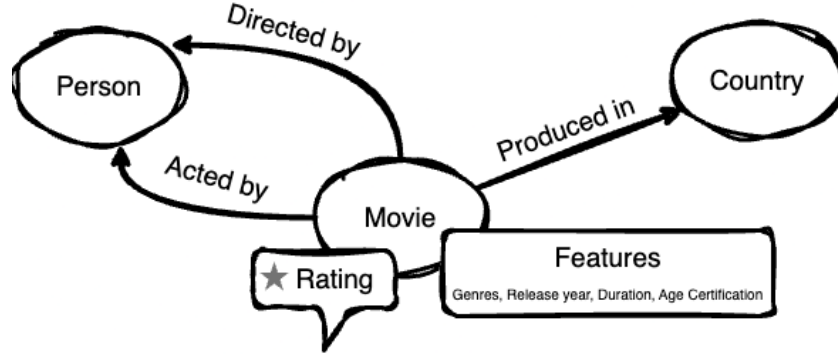 Directed by
Person
Country
Produced in
Acted by
Movie
Rating
Features
Genres, Release year, Duration, Age Certification